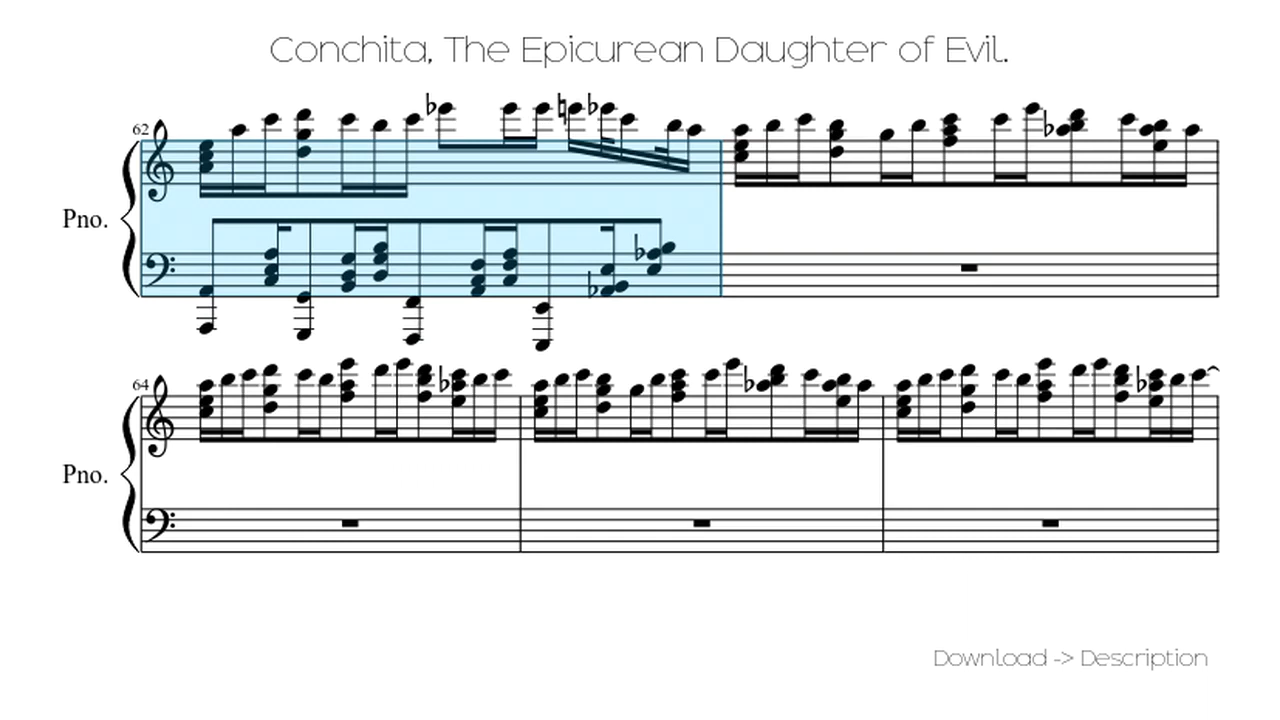 Conchita, The Epicurean Daughter of Evil.
62
Pno.
64
Pno.
Download -> Description